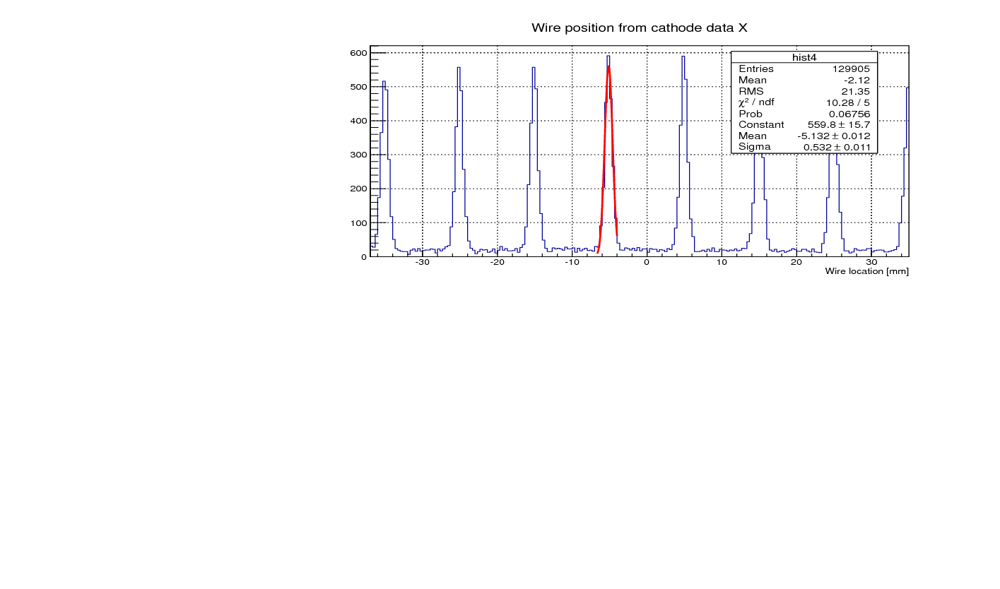 Wire position from cathode data X
hist4
Entries 129905
Mean -2.12
RMS 21.35
χ² / ndf 10.28 / 5
Prob 0.06756
Constant 559.8 ± 15.7
Mean -5.132 ± 0.012
Sigma 0.532 ± 0.011
600
500
400
300
200
100
0
-30 -20 -10 0 10 20 30
Wire location [mm]